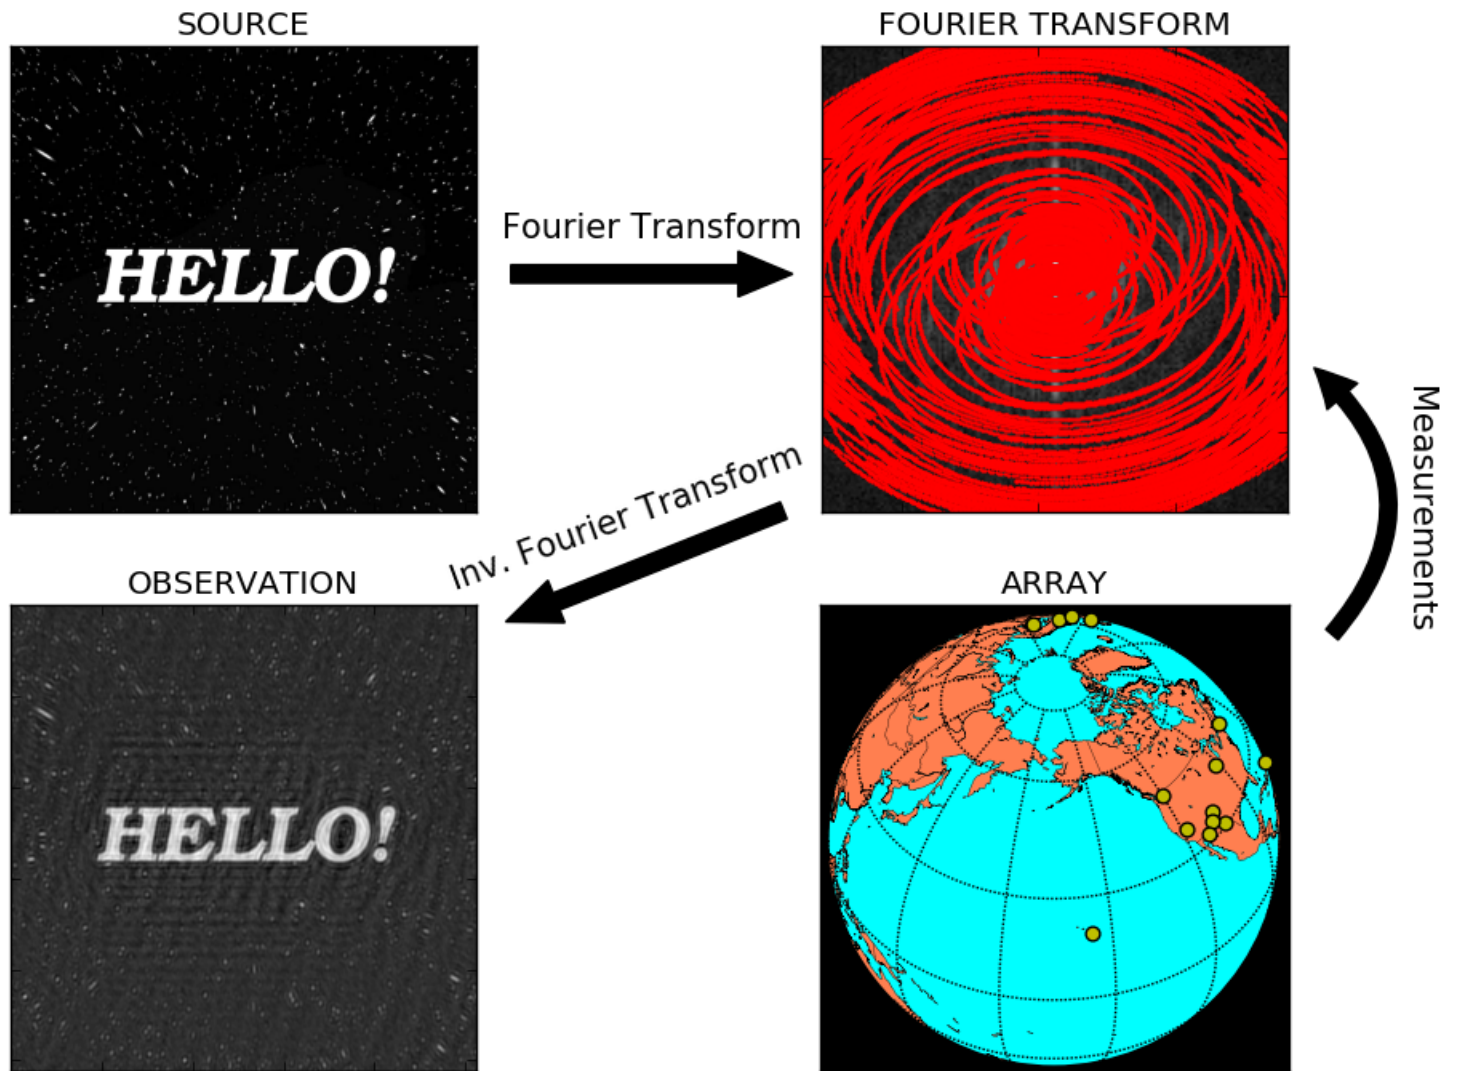 SOURCE
FOURIER TRANSFORM
HELLO!
Fourier Transform
Measurements
Inv. Fourier Transform
OBSERVATION
ARRAY
HELLO!